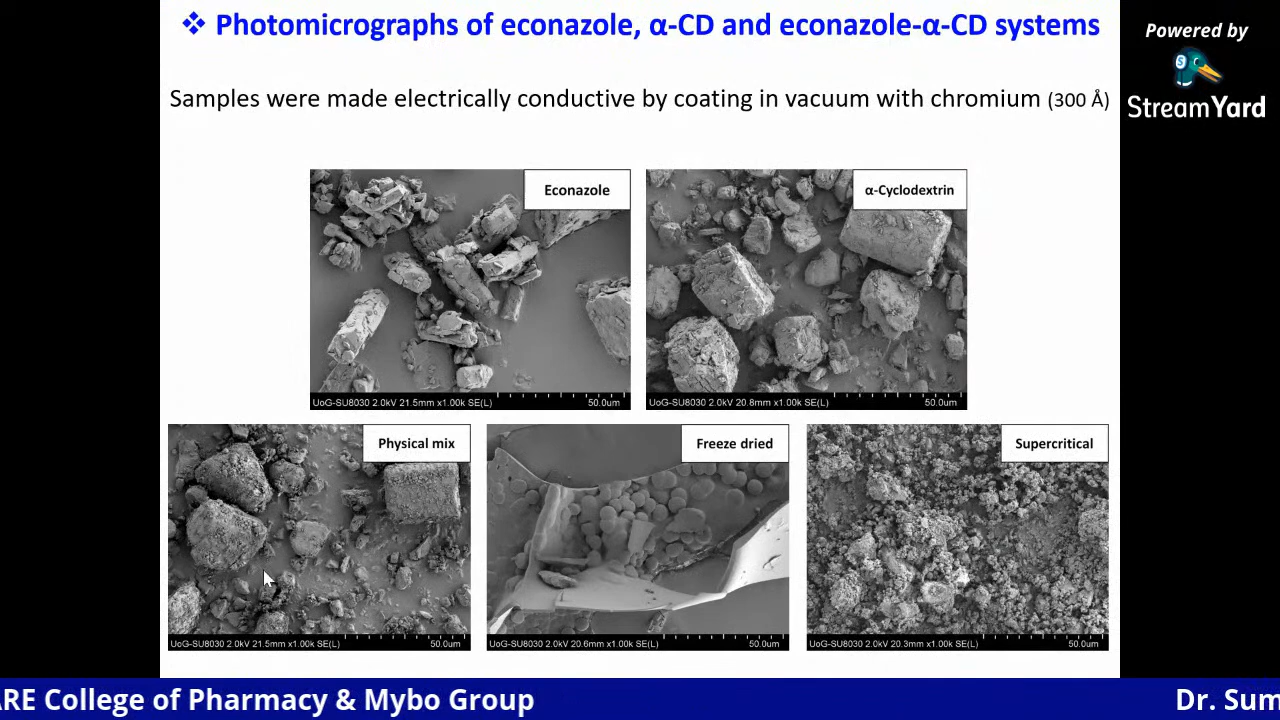 ❖ Photomicrographs of econazole, α-CD and econazole-α-CD systems
Powered by
StreamYard
Samples were made electrically conductive by coating in vacuum with chromium (300 Å)
Econazole
UoG-SU8030 2.0kV 21.5mm x1.00k SE(L) 50.0um
α-Cyclodextrin
UoG-SU8030 2.0kV 20.8mm x1.00k SE(L) 50.0um
Physical mix
UoG-SU8030 2.0kV 21.5mm x1.00k SE(L) 50.0um
Freeze dried
UoG-SU8030 2.0kV 20.6mm x1.00k SE(L) 50.0um
Supercritical
UoG-SU8030 2.0kV 20.3mm x1.00k SE(L) 50.0um
ARE College of Pharmacy & Mybo Group Dr. Sum